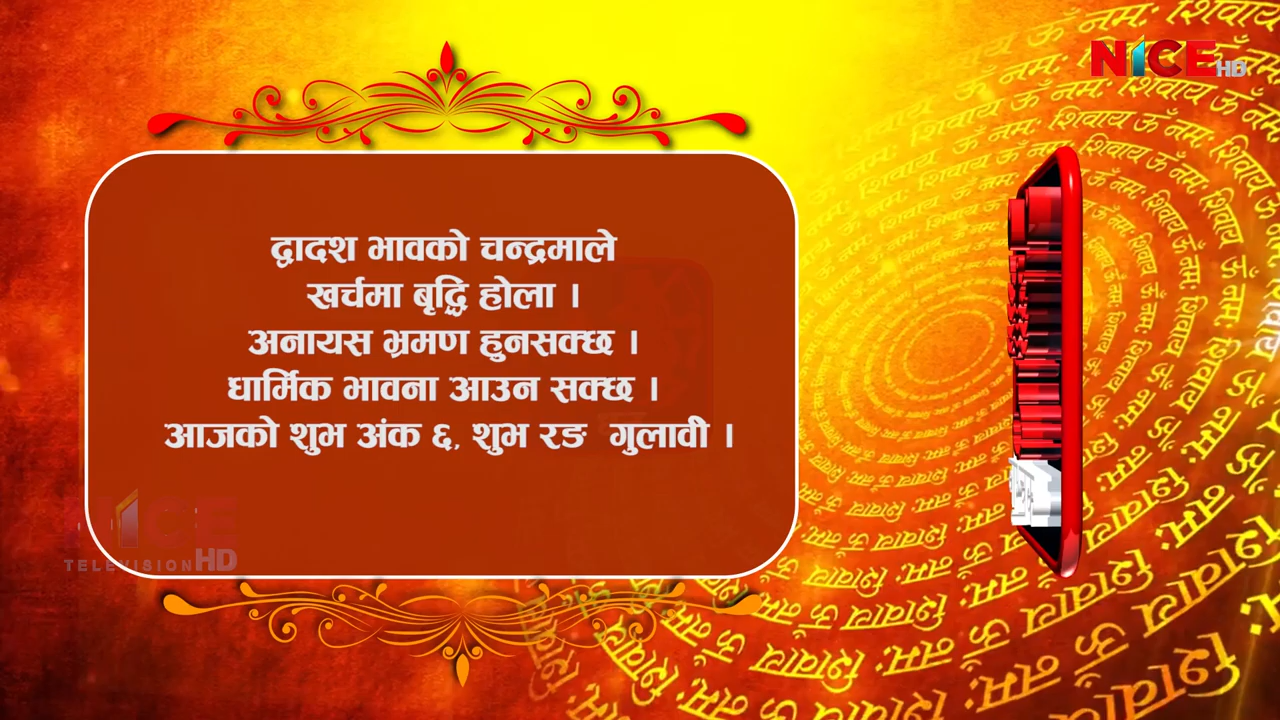 NICE HD
द्वादश भावको चन्द्रमाले
खर्चमा बृद्धि होला ।
अनायस भ्रमण हुनसक्छ ।
धार्मिक भावना आउन सक्छ ।
आजको शुभ अंक ६, शुभ रङ गुलावी ।
NICE
TELEVISION HD
ॐ नमः शिवाय